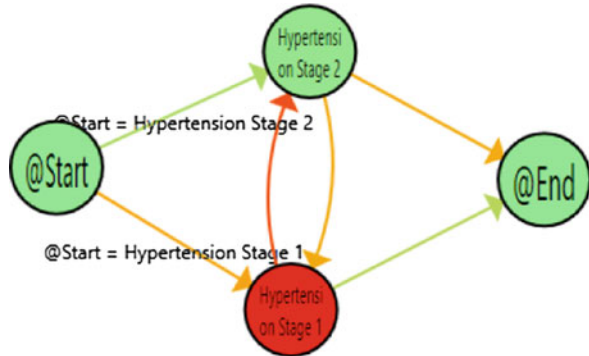 Hypertensi
on Stage 2
@Start = Hypertension Stage 2
@Start
@End
@Start = Hypertension Stage 1
Hypertensi
on Stage 1